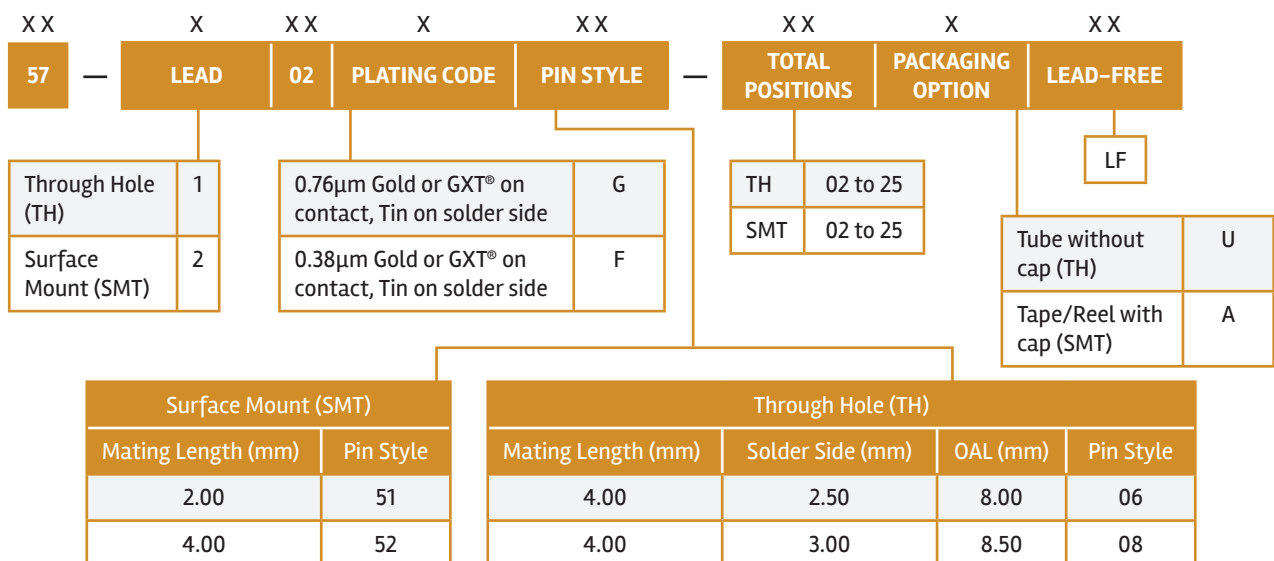 XX X XX X XX XX X XX
57 — LEAD 02 PLATING CODE PIN STYLE — TOTAL POSITIONS PACKAGING OPTION LEAD-FREE
Through Hole (TH) 1
Surface Mount (SMT) 2
0.76µm Gold or GXT® on contact, Tin on solder side G
0.38µm Gold or GXT® on contact, Tin on solder side F
TH 02 to 25
SMT 02 to 25
LF
Tube without cap (TH) U
Tape/Reel with cap (SMT) A
Surface Mount (SMT)
Mating Length (mm) Pin Style
2.00 51
4.00 52
Through Hole (TH)
Mating Length (mm) Solder Side (mm) OAL (mm) Pin Style
4.00 2.50 8.00 06
4.00 3.00 8.50 08